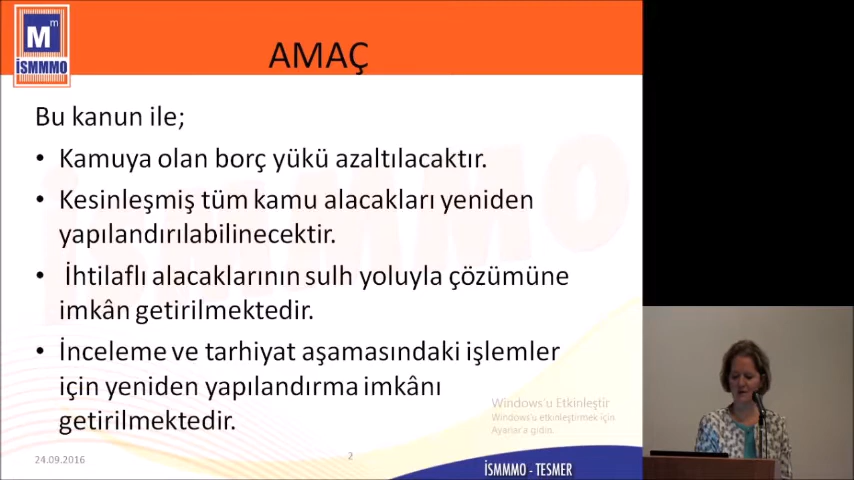 Mm
İSMMMO
AMAÇ
Bu kanun ile;
• Kamuya olan borç yükü azaltılacaktır.
• Kesinleşmiş tüm kamu alacakları yeniden
yapılandırılabilinecektir.
• İhtilaflı alacaklarının sulh yoluyla çözümüne
imkân getirilmektedir.
• İnceleme ve tarhiyat aşamasındaki işlemler
için yeniden yapılandırma imkânı
getirilmektedir.
Windows'u Etkinleştir
Windows'u etkinleştirmek için
Ayarlar'a gidin.
24.09.2016
2
İSMMMO - TESMER